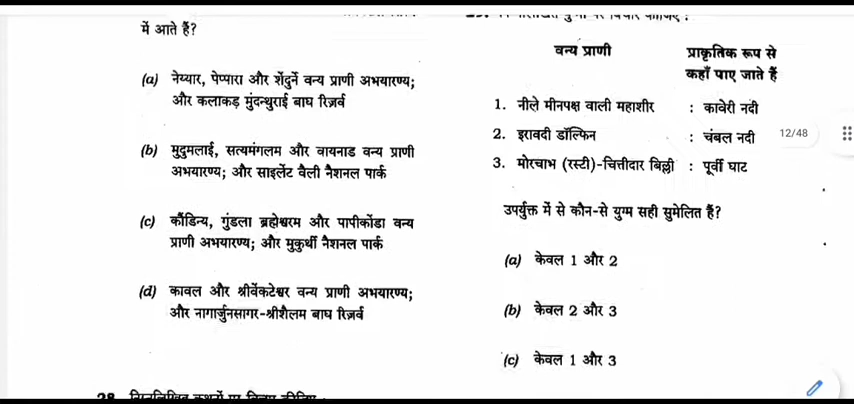 में आते हैं?
(a) नेय्यार, पेप्पारा और शेंदुर्ने वन्य प्राणी अभयारण्य;
और कलाकड़ मुंदन्थुराई बाघ रिज़र्व
(b) मुदुमलाई, सत्यमंगलम और वायनाड वन्य प्राणी
अभयारण्य; और साइलेंट वैली नैशनल पार्क
(c) कौंडिन्य, गुंडला ब्रह्मेश्वरम और पापीकोंडा वन्य
प्राणी अभयारण्य; और मुकुर्थी नैशनल पार्क
(d) कावल और श्रीवेंकटेश्वर वन्य प्राणी अभयारण्य;
और नागार्जुनसागर-श्रीशैलम बाघ रिज़र्व
वन्य प्राणी प्राकृतिक रूप से
कहाँ पाए जाते हैं
1. नीले मीनपक्ष वाली महाशीर : कावेरी नदी
2. इरावदी डॉल्फिन : चंबल नदी
3. मोरचाभ (रस्टी)-चित्तीदार बिल्ली : पूर्वी घाट
उपर्युक्त में से कौन-से युग्म सही सुमेलित हैं?
(a) केवल 1 और 2
(b) केवल 2 और 3
(c) केवल 1 और 3
12/48